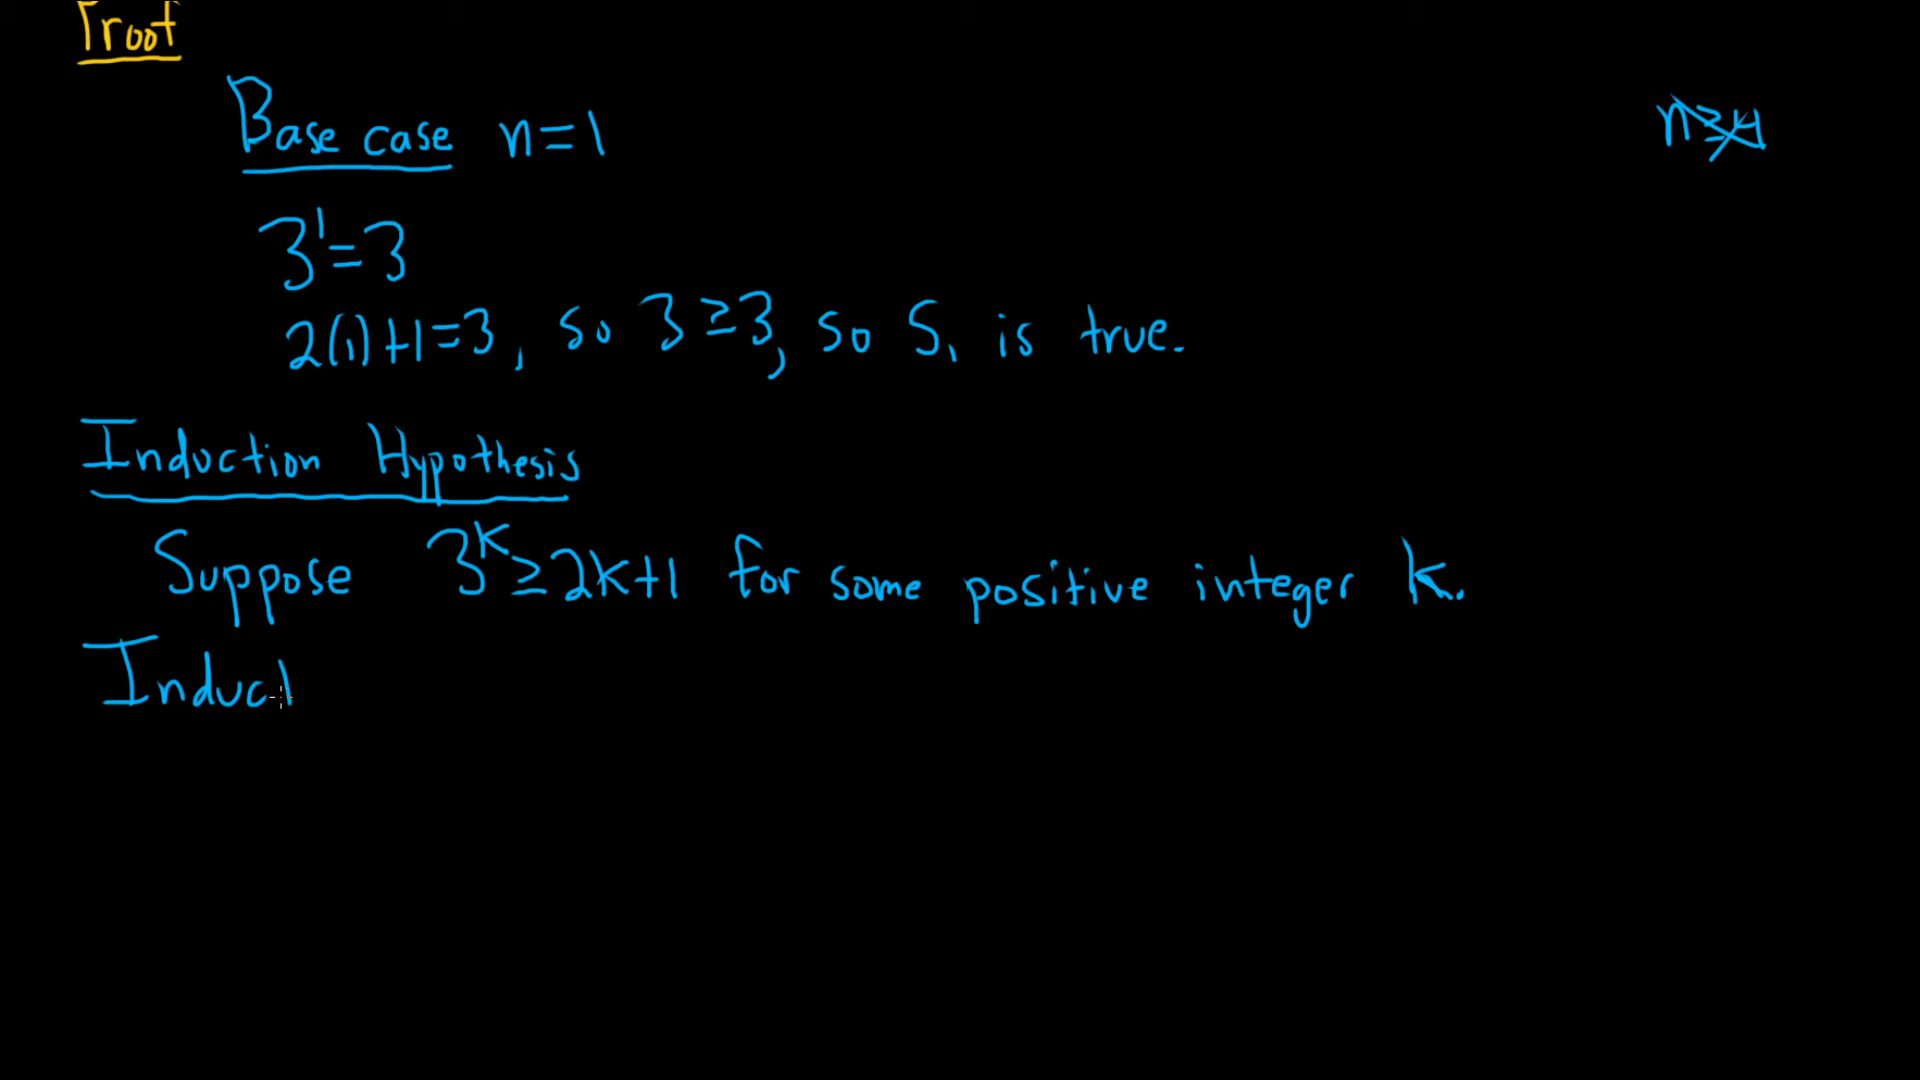 Proof
Base case n=1
n≥4
3¹=3
2(1)+1=3, so 3≥3, so S₁ is true.
Induction Hypothesis
Suppose 3ᵏ≥2k+1 for some positive integer k.
Induct